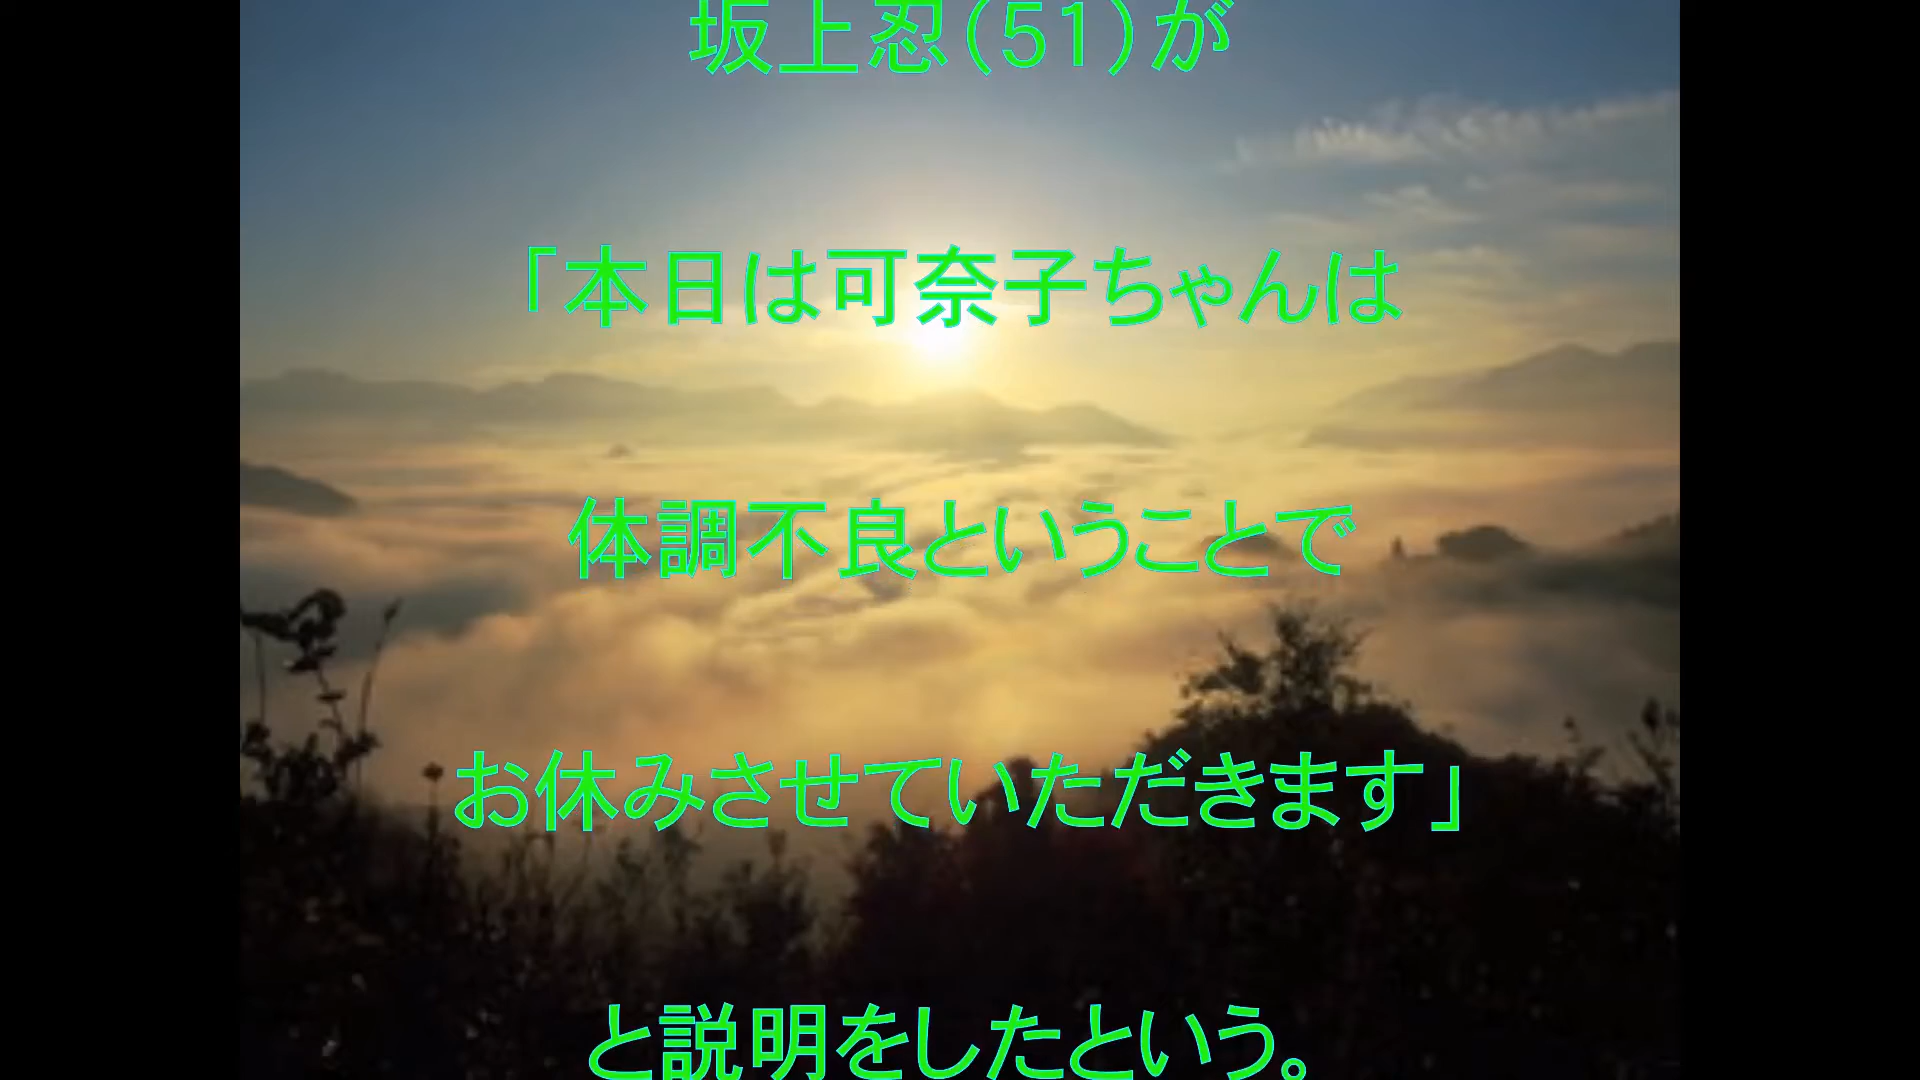 坂上忍（51）が
「本日は可奈子ちゃんは
体調不良ということで
お休みさせていただきます」
と説明をしたという。